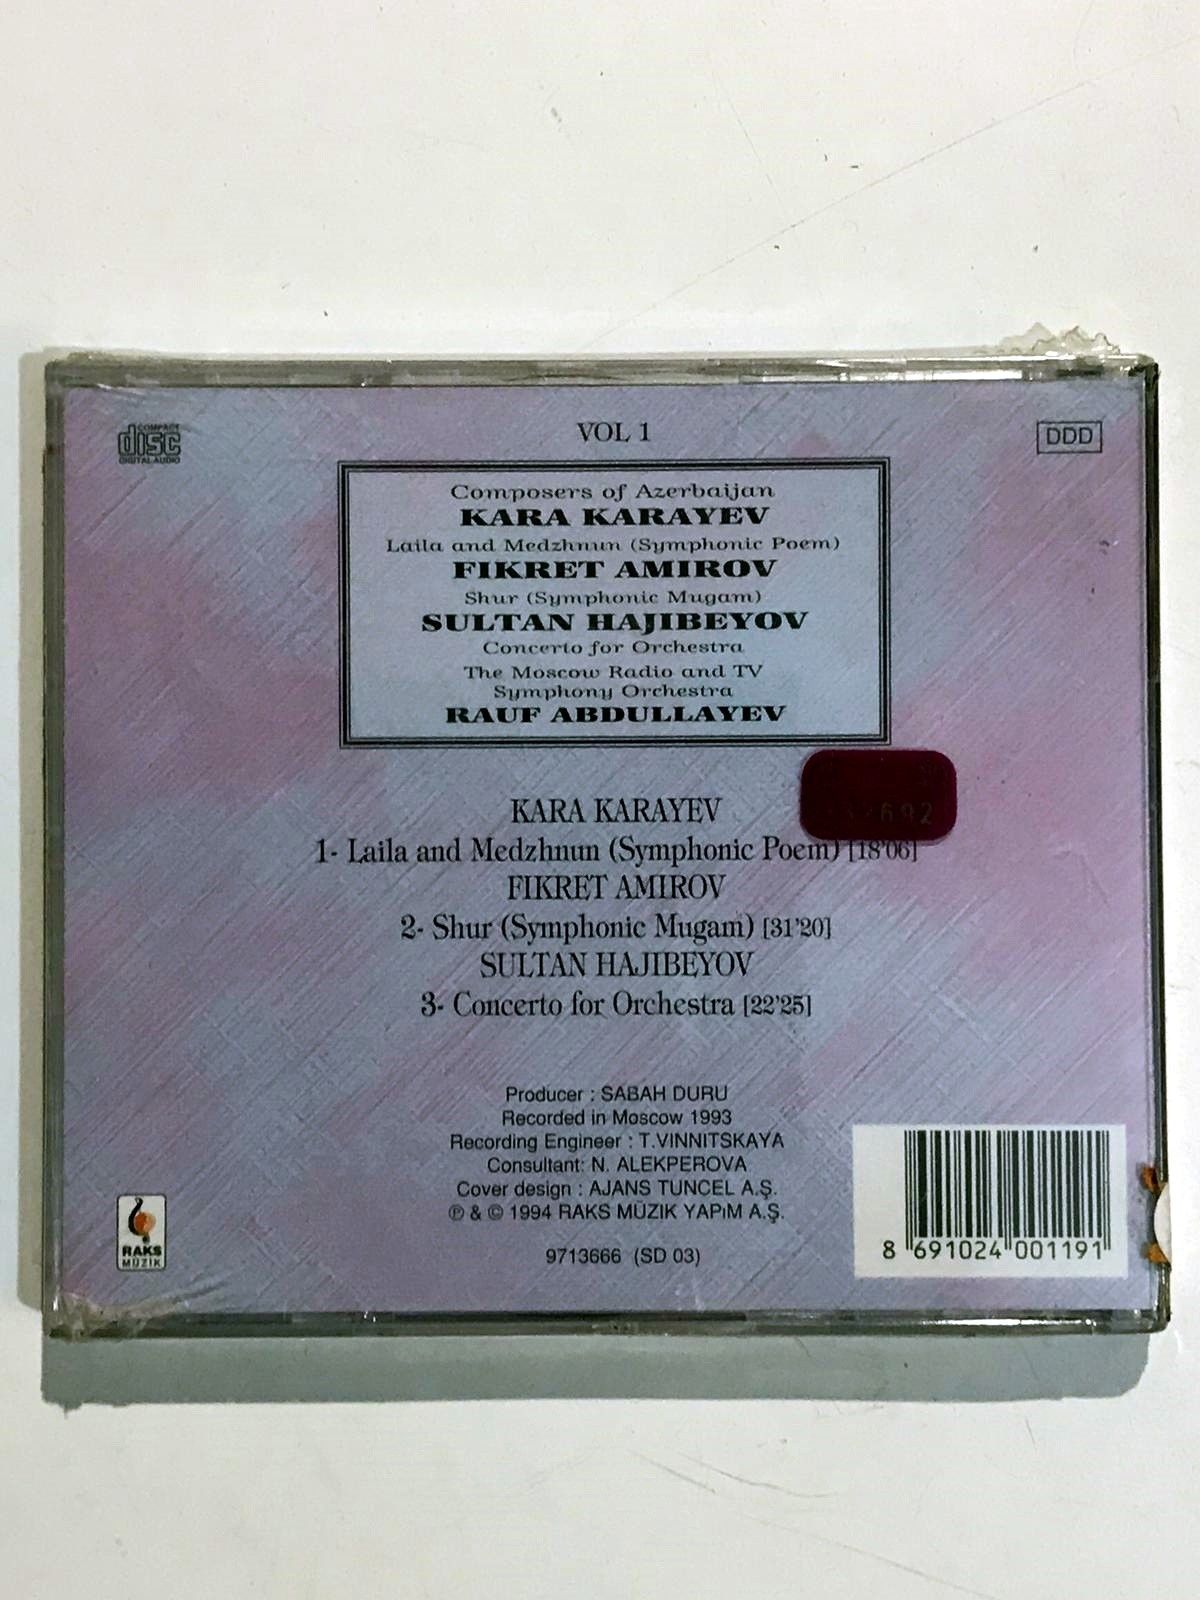 COMPACT
disc
DIGITAL AUDIO
VOL 1
DDD
Composers of Azerbaijan
KARA KARAYEV
Laila and Medzhnun (Symphonic Poem)
FIKRET AMIROV
Shur (Symphonic Mugam)
SULTAN HAJIBEYOV
Concerto for Orchestra
The Moscow Radio and TV
Symphony Orchestra
RAUF ABDULLAYEV
KARA KARAYEV
1- Laila and Medzhnun (Symphonic Poem) [18'06]
FIKRET AMIROV
2- Shur (Symphonic Mugam) [31'20]
SULTAN HAJIBEYOV
3- Concerto for Orchestra [22'25]
Producer : SABAH DURU
Recorded in Moscow 1993
Recording Engineer : T.VINNITSKAYA
Consultant: N. ALEKPEROVA
Cover design : AJANS TUNCEL A.Ş.
℗ & © 1994 RAKS MÜZIK YAPıM A.Ş.
9713666 (SD 03)
RAKS
MÜZİK
8 691024 001191